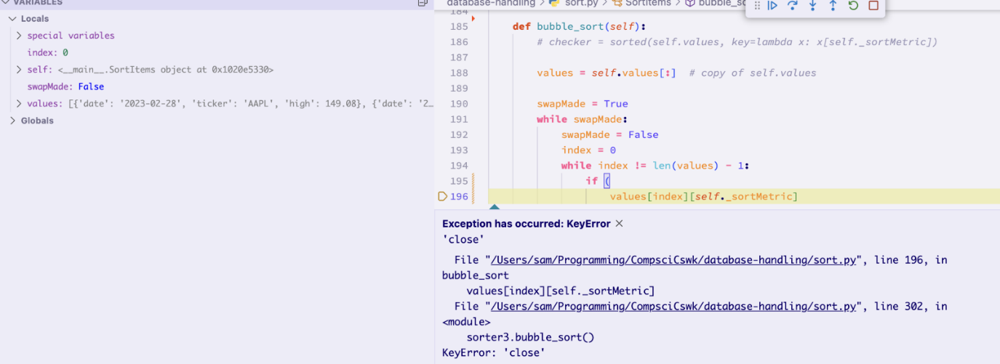 VARIABLES
Locals
special variables
index: 0
self: <__main__.SortItems object at 0x1020e5330>
swapMade: False
values: [{'date': '2023-02-28', 'ticker': 'AAPL', 'high': 149.08}, {'date': '2...
Globals
database-handling > sort.py > SortItems > bubble_so
184
185 def bubble_sort(self):
186 # checker = sorted(self.values, key=lambda x: x[self._sortMetric])
187
188 values = self.values[:]  # copy of self.values
189
190 swapMade = True
191 while swapMade:
192 swapMade = False
193 index = 0
194 while index != len(values) - 1:
195 if (
196 values[index][self._sortMetric]
Exception has occurred: KeyError ×
'close'
File "/Users/sam/Programming/CompsciCswk/database-handling/sort.py", line 196, in
bubble_sort
values[index][self._sortMetric]
File "/Users/sam/Programming/CompsciCswk/database-handling/sort.py", line 302, in
<module>
sorter3.bubble_sort()
KeyError: 'close'